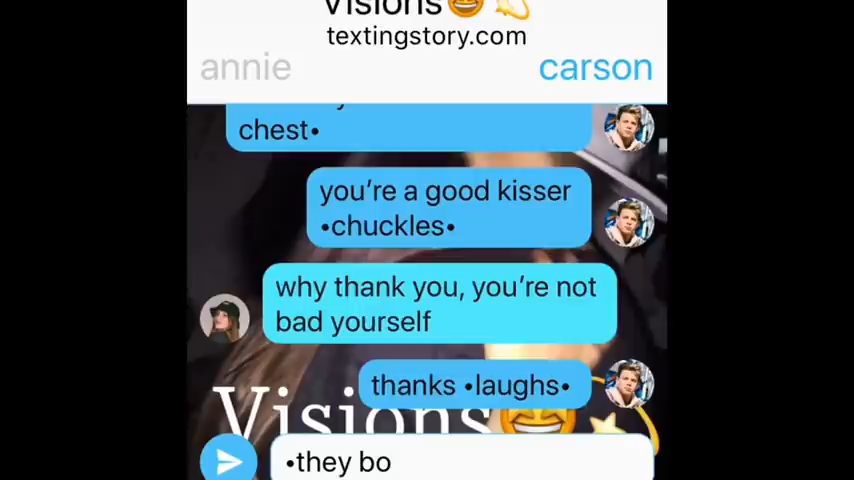 Visions🤩💫
textingstory.com
annie carson
chest•
you’re a good kisser
•chuckles•
why thank you, you’re not
bad yourself
thanks •laughs•
Visions🤩💫
•they bo